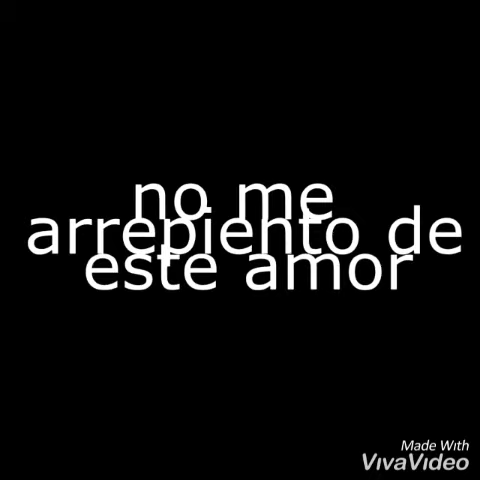 no me
arrepiento de
este amor
Made With
VivaVideo